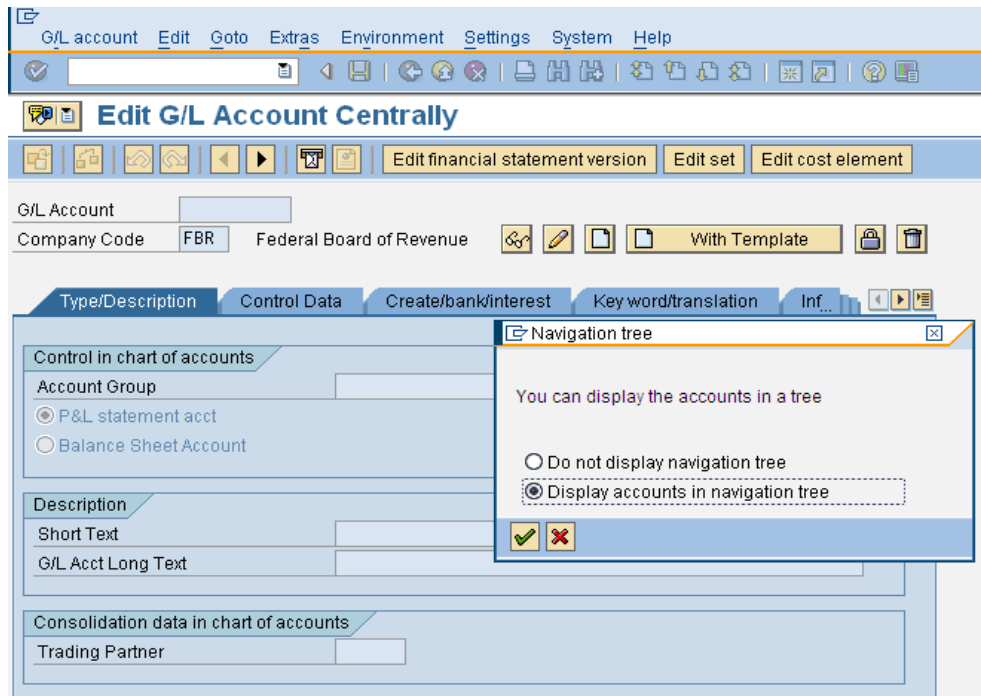 G/L account Edit Goto Extras Environment Settings System Help
Edit G/L Account Centrally
Edit financial statement version Edit set Edit cost element
G/L Account
Company Code FBR Federal Board of Revenue With Template
Type/Description Control Data Create/bank/interest Key word/translation Inf...
Navigation tree
Control in chart of accounts
Account Group
You can display the accounts in a tree
P&L statement acct
Balance Sheet Account
Do not display navigation tree
Display accounts in navigation tree
Description
Short Text
G/L Acct Long Text
Consolidation data in chart of accounts
Trading Partner